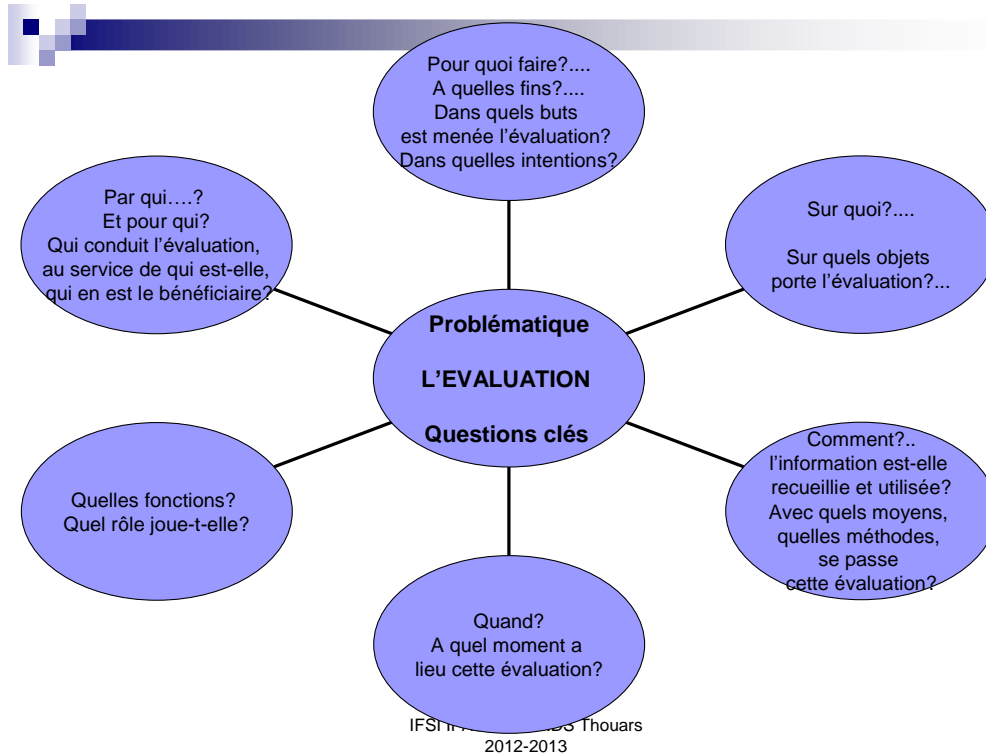 Pour quoi faire?....
A quelles fins?....
Dans quels buts
est menée l'évaluation?
Dans quelles intentions?
Par qui….?
Et pour qui?
Qui conduit l'évaluation,
au service de qui est-elle,
qui en est le bénéficiaire?
Sur quoi?....
Sur quels objets
porte l'évaluation?...
Problématique
L'EVALUATION
Questions clés
Quelles fonctions?
Quel rôle joue-t-elle?
Comment?..
l'information est-elle
recueillie et utilisée?
Avec quels moyens,
quelles méthodes,
se passe
cette évaluation?
Quand?
A quel moment a
lieu cette évaluation?
IFSI Thouars
2012-2013